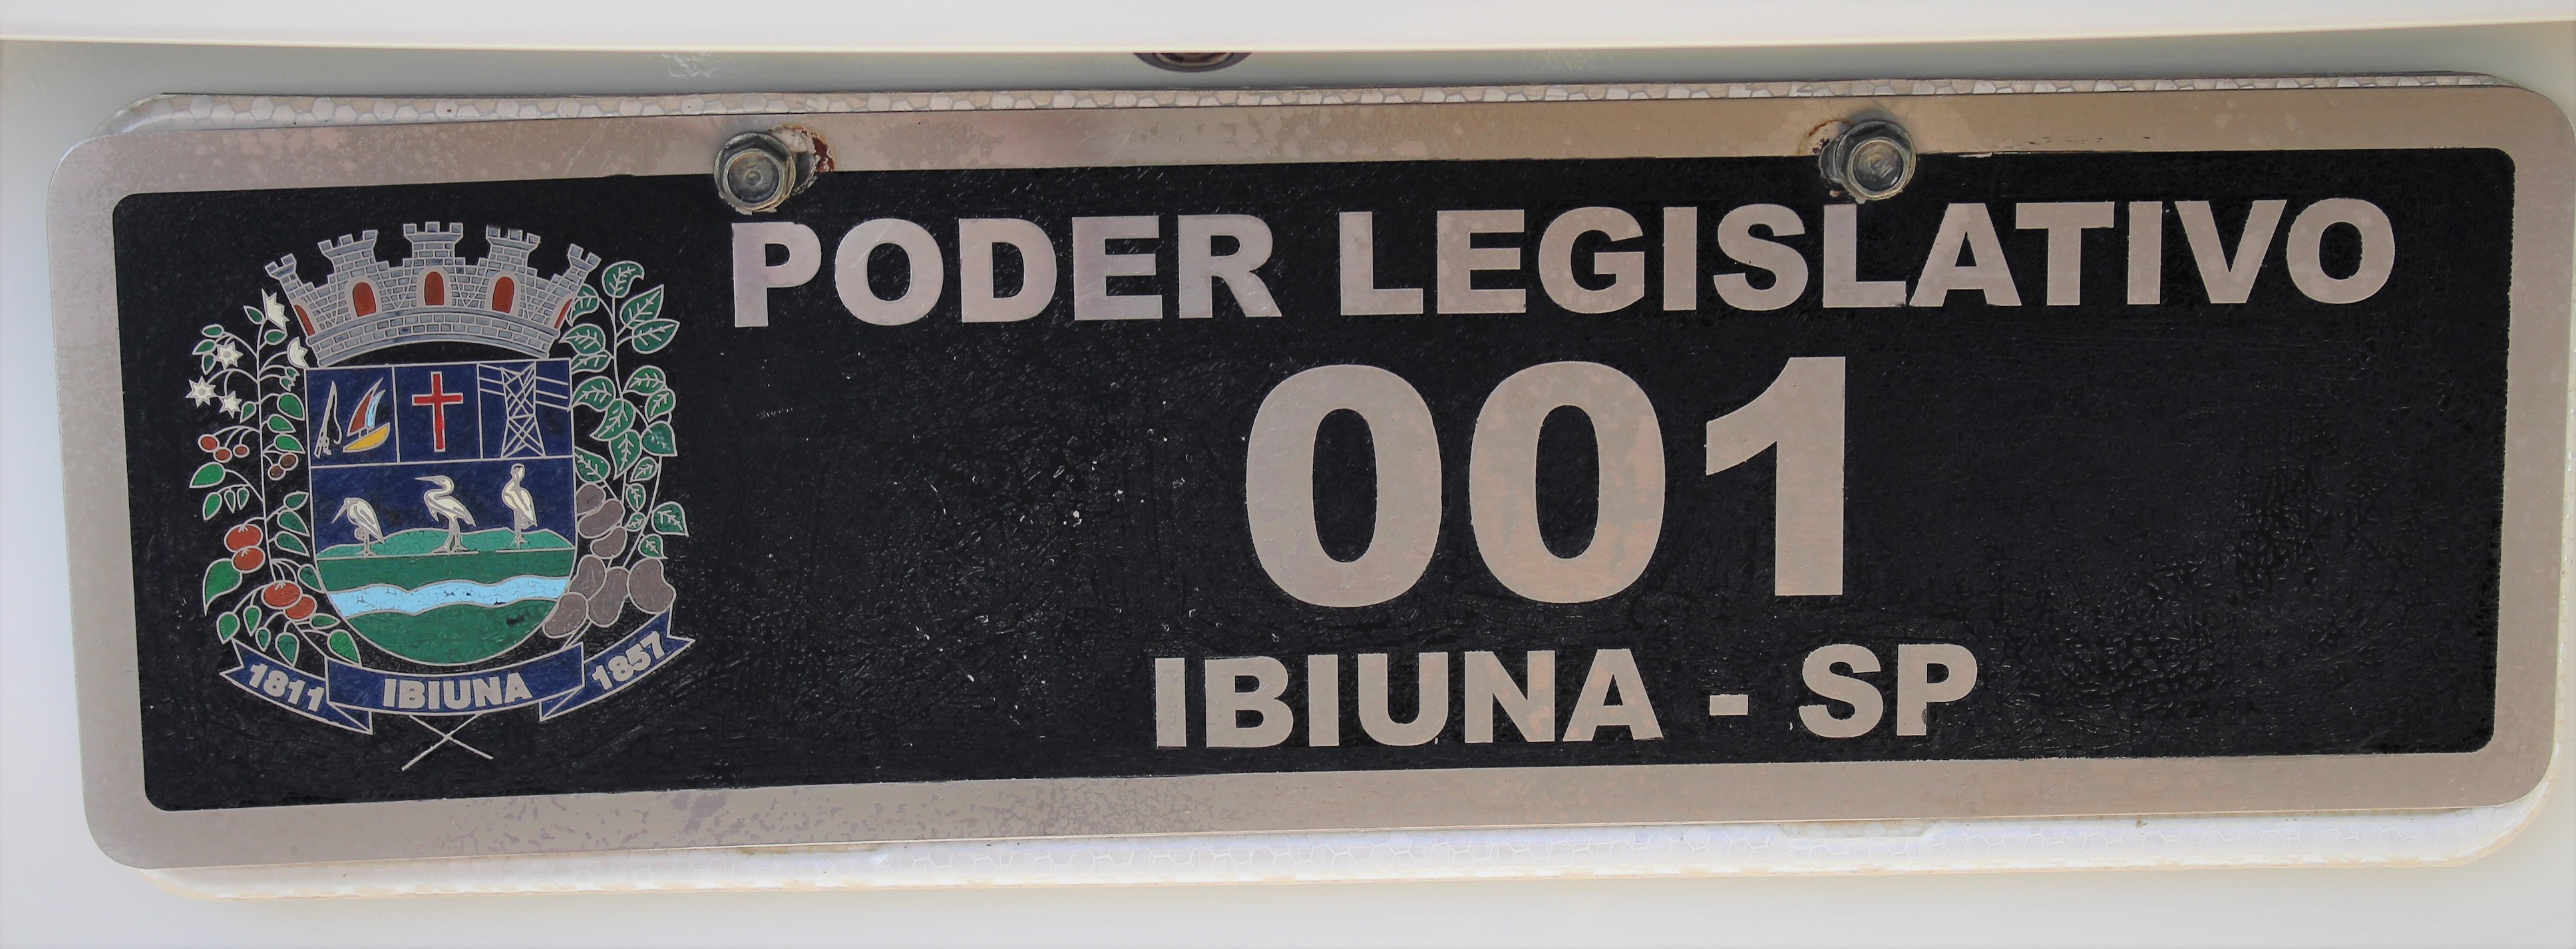 PODER LEGISLATIVO
001
IBIUNA - SP
1811 IBIUNA 1857